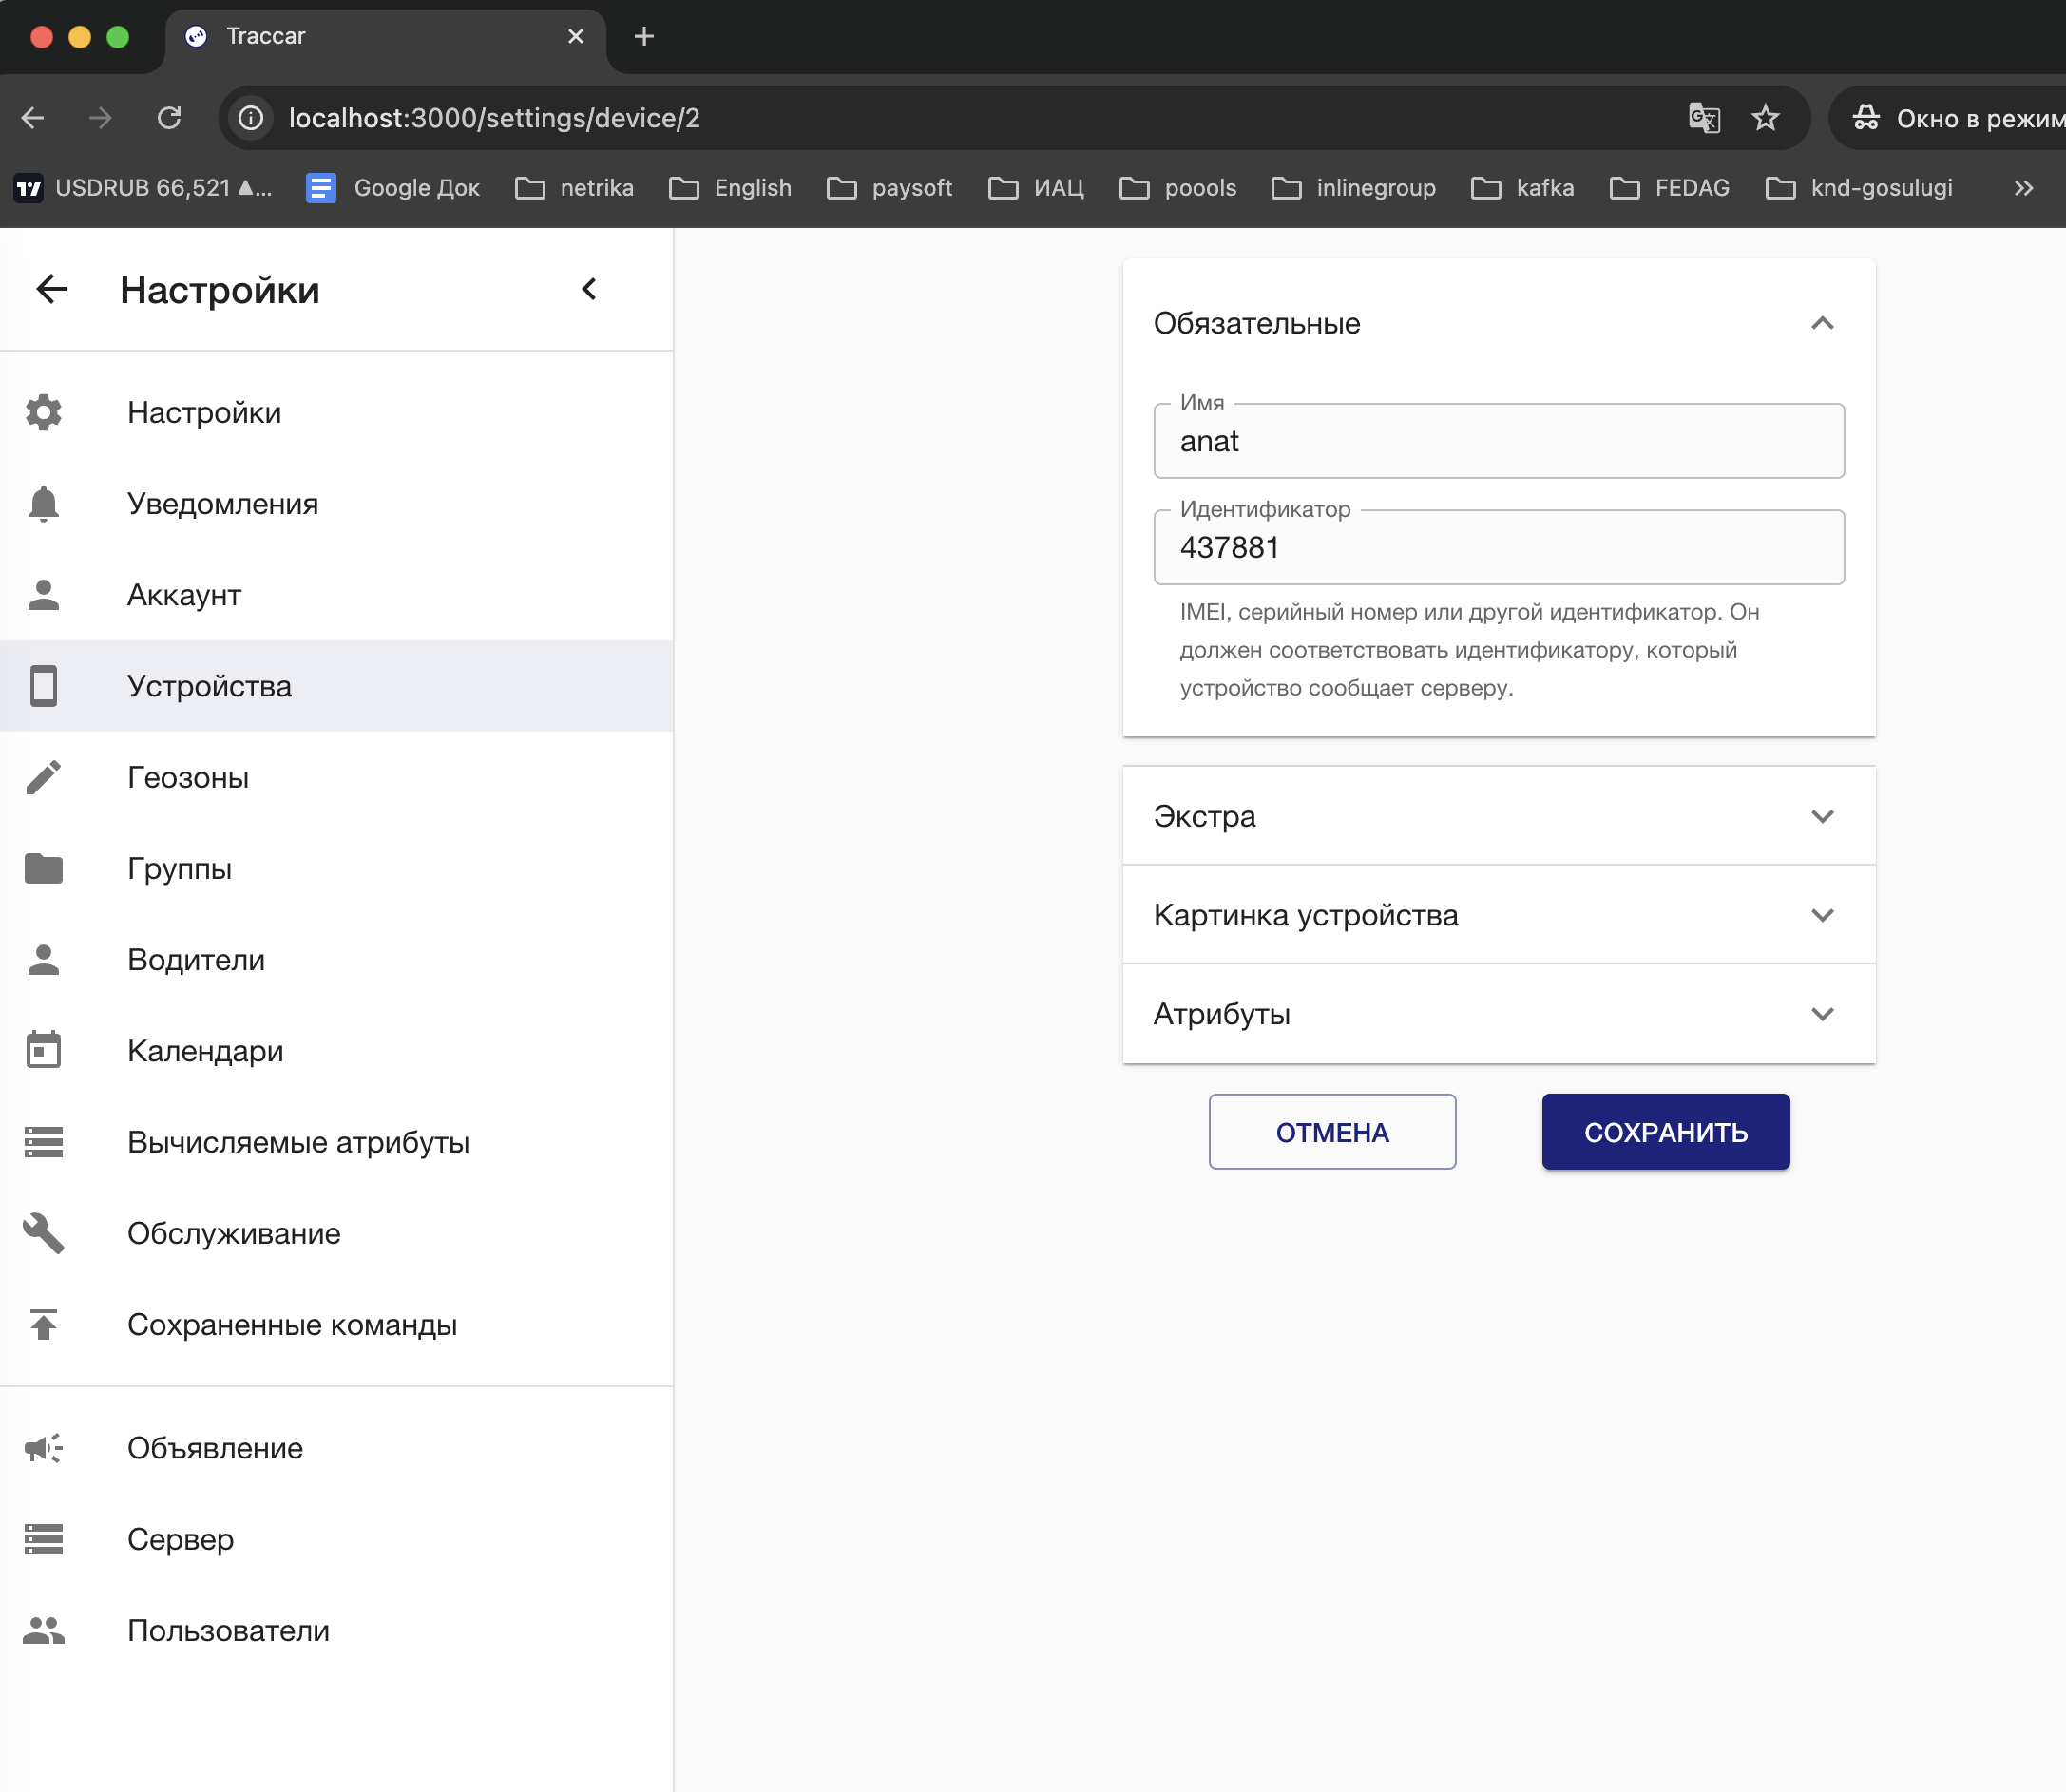 Traccar
localhost:3000/settings/device/2
Окно в режим
USDRUB 66,521 ▲...
Google Док
netrika
English
paysoft
ИАЦ
poools
inlinegroup
kafka
FEDAG
knd-gosulugi
Настройки
Настройки
Уведомления
Аккаунт
Устройства
Геозоны
Группы
Водители
Календари
Вычисляемые атрибуты
Обслуживание
Сохраненные команды
Объявление
Сервер
Пользователи
Обязательные
Имя
anat
Идентификатор
437881
IMEI, серийный номер или другой идентификатор. Он
должен соответствовать идентификатору, который
устройство сообщает серверу.
Экстра
Картинка устройства
Атрибуты
ОТМЕНА
СОХРАНИТЬ